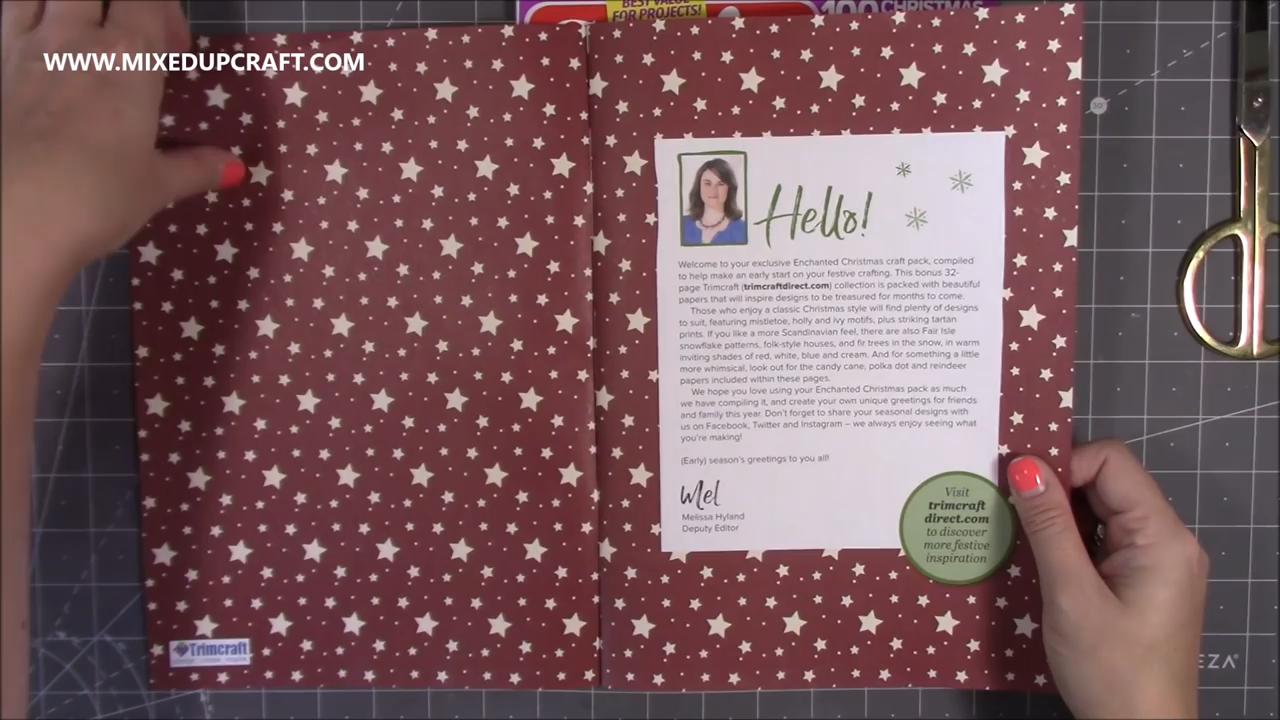 BEST VALUE
FOR PROJECTS!
100 CHRISTMAS
WWW.MIXEDUPCRAFT.COM
30°
Hello!
Welcome to your exclusive Enchanted Christmas craft pack, compiled
to help make an early start on your festive crafting. This bonus 32-
page Trimcraft (trimcraftdirect.com) collection is packed with beautiful
papers that will inspire designs to be treasured for months to come.
Those who enjoy a classic Christmas style will find plenty of designs
to suit, featuring mistletoe, holly and ivy motifs, plus striking tartan
prints. If you like a more Scandinavian feel, there are also Fair Isle
snowflake patterns, folk-style houses, and fir trees in the snow, in warm
inviting shades of red, white, blue and cream. And for something a little
more whimsical, look out for the candy cane, polka dot and reindeer
papers included within these pages.
We hope you love using your Enchanted Christmas pack as much
we have compiling it, and create your own unique greetings for friends
and family this year. Don't forget to share your seasonal designs with
us on Facebook, Twitter and Instagram – we always enjoy seeing what
you're making!
(Early) season's greetings to you all!
Mel
Melissa Hyland
Deputy Editor
Visit
trimcraft
direct.com
to discover
more festive
inspiration
Trimcraft
EZA®